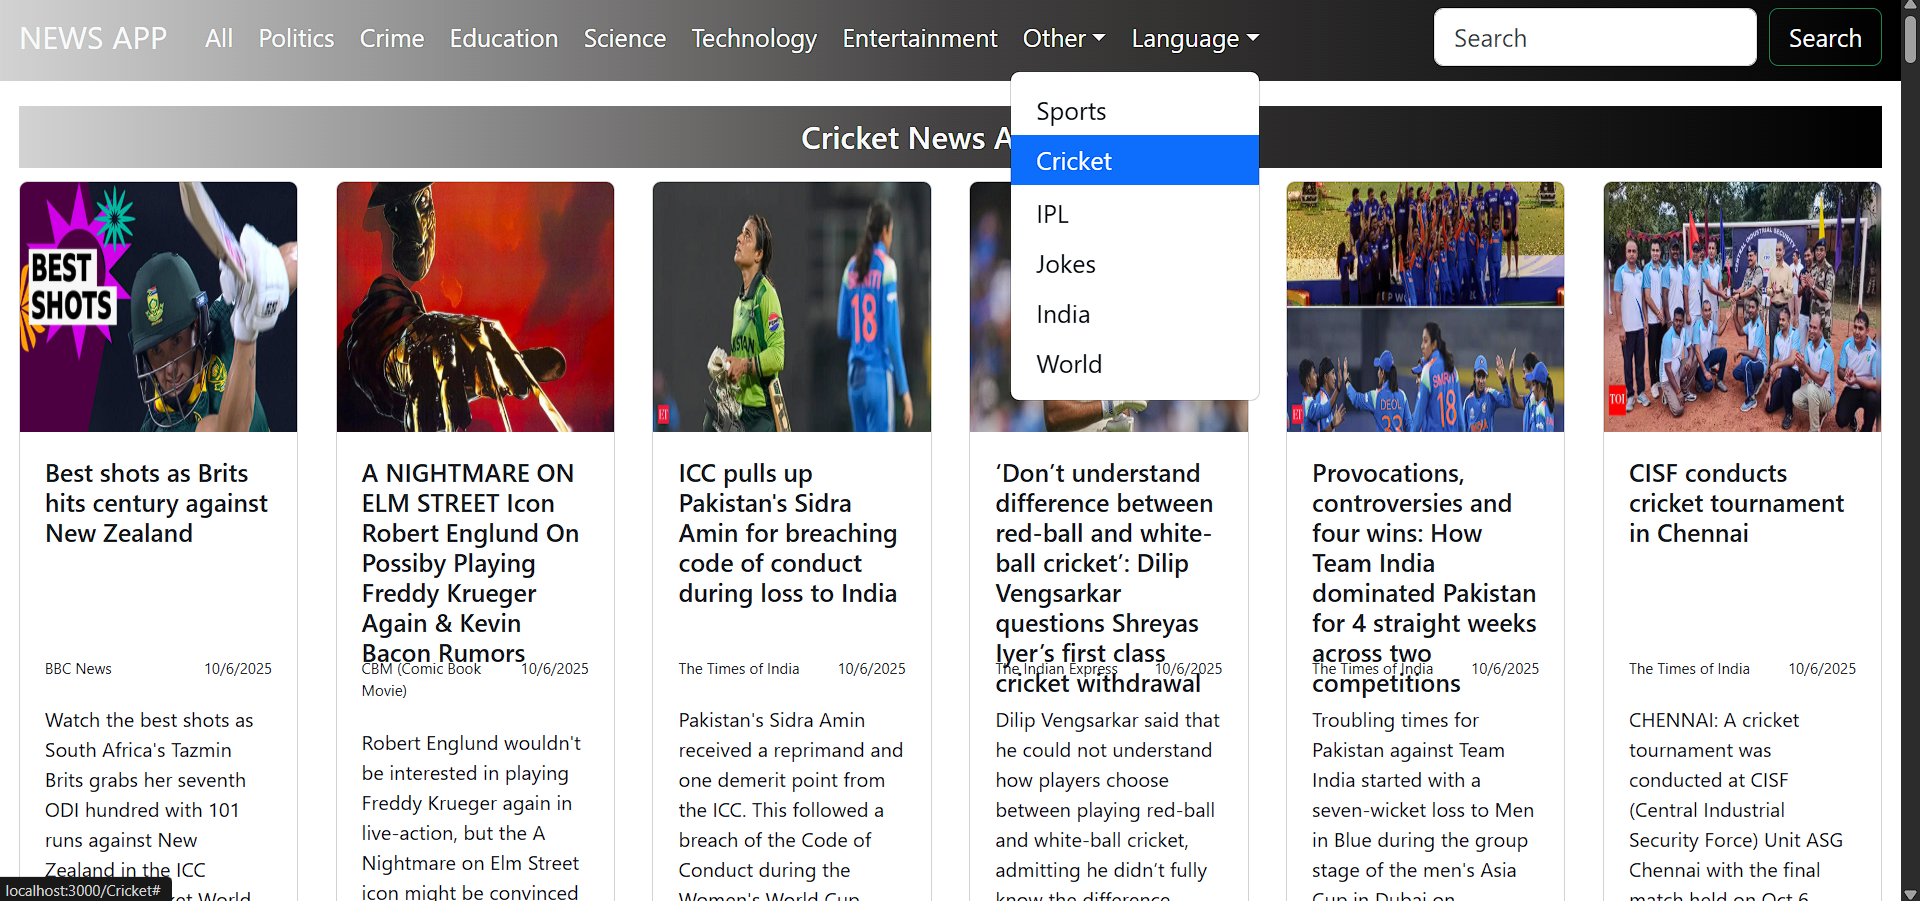 NEWS APP All Politics Crime Education Science Technology Entertainment Other Language Search Search
Sports
Cricket
IPL
Jokes
India
World
Cricket News A
BEST
SHOTS
PAKISTAN
18
DEOL
33
18
ET
ET
TOI
CENTRAL INDUSTRIAL SECURITY
Best shots as Brits
hits century against
New Zealand
BBC News 10/6/2025
Watch the best shots as
South Africa's Tazmin
Brits grabs her seventh
ODI hundred with 101
runs against New
Zealand in the ICC
World
A NIGHTMARE ON
ELM STREET Icon
Robert Englund On
Possiby Playing
Freddy Krueger
Again & Kevin
Bacon Rumors
CBM (Comic Book 10/6/2025
Movie)
Robert Englund wouldn't
be interested in playing
Freddy Krueger again in
live-action, but the A
Nightmare on Elm Street
icon might be convinced
ICC pulls up
Pakistan's Sidra
Amin for breaching
code of conduct
during loss to India
The Times of India 10/6/2025
Pakistan's Sidra Amin
received a reprimand and
one demerit point from
the ICC. This followed a
breach of the Code of
Conduct during the
Women's World Cup
‘Don’t understand
difference between
red-ball and white-
ball cricket’: Dilip
Vengsarkar
questions Shreyas
Iyer’s first class
cricket withdrawal
The Indian Express 10/6/2025
Dilip Vengsarkar said that
he could not understand
how players choose
between playing red-ball
and white-ball cricket,
admitting he didn’t fully
know the difference
Provocations,
controversies and
four wins: How
Team India
dominated Pakistan
for 4 straight weeks
across two
competitions
The Times of India 10/6/2025
Troubling times for
Pakistan against Team
India started with a
seven-wicket loss to Men
in Blue during the group
stage of the men's Asia
Cup in Dubai on
CISF conducts
cricket tournament
in Chennai
The Times of India 10/6/2025
CHENNAI: A cricket
tournament was
conducted at CISF
(Central Industrial
Security Force) Unit ASG
Chennai with the final
match held on Oct 6
localhost:3000/Cricket#